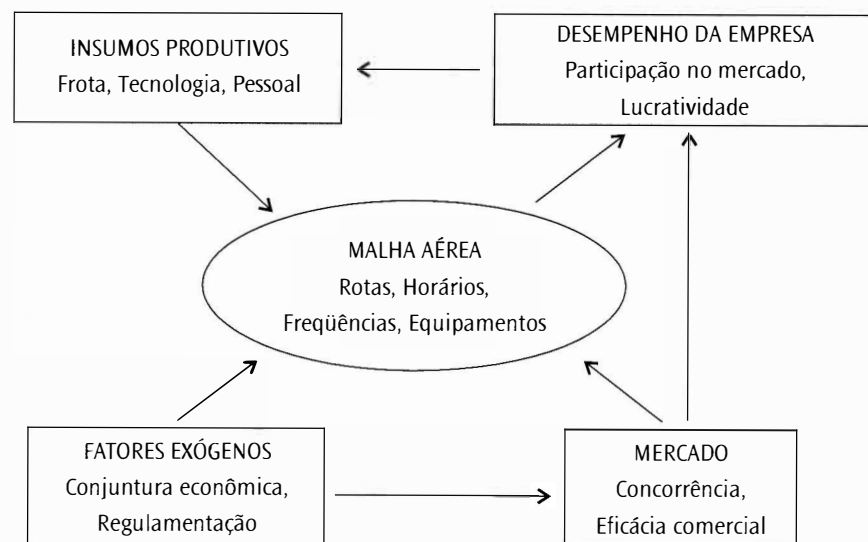 INSUMOS PRODUTIVOS
Frota, Tecnologia, Pessoal
DESEMPENHO DA EMPRESA
Participação no mercado,
Lucratividade
MALHA AÉREA
Rotas, Horários,
Freqüências, Equipamentos
FATORES EXÓGENOS
Conjuntura econômica,
Regulamentação
MERCADO
Concorrência,
Eficácia comercial